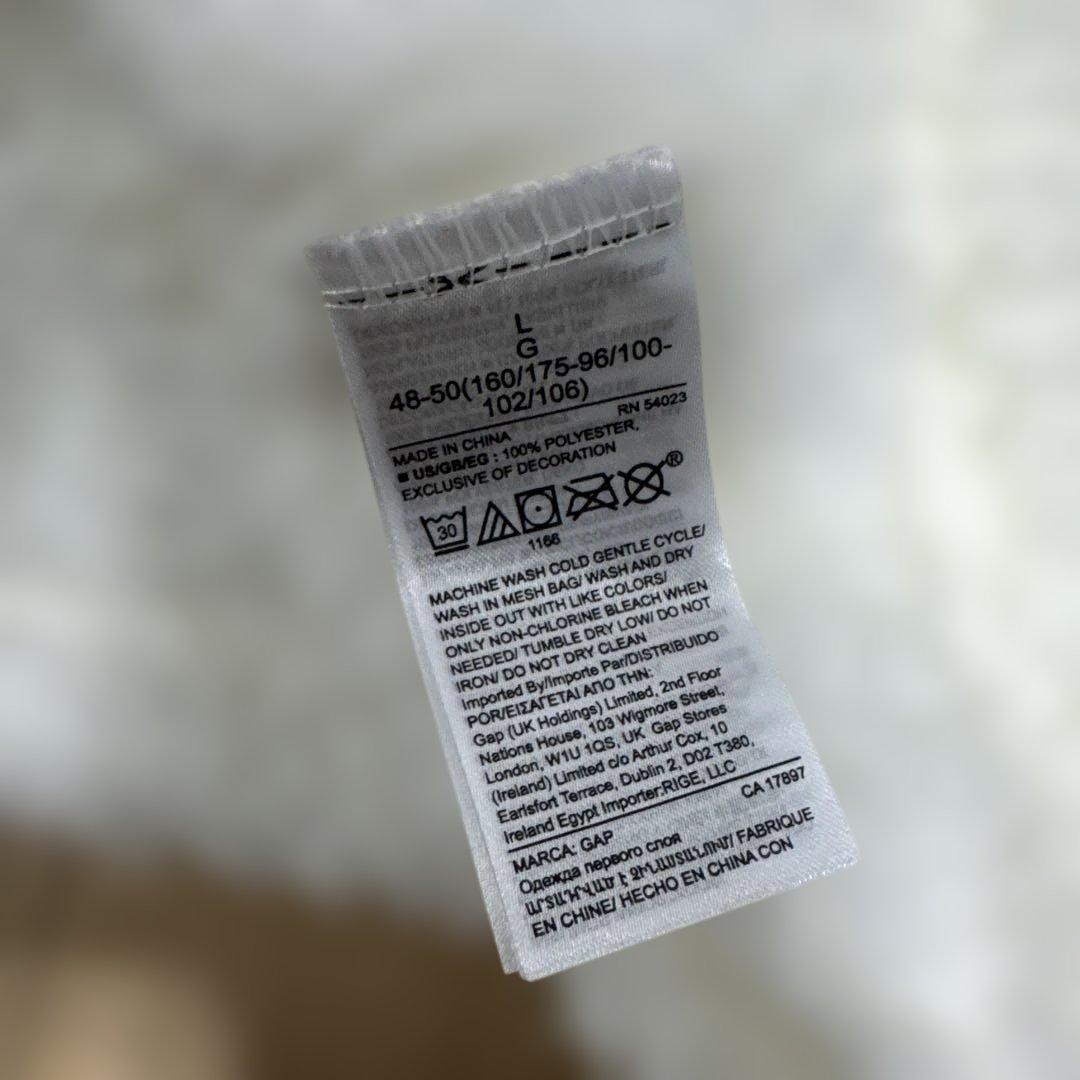 L
G
48-50(160/175-96/100-
102/106)
RN 54023
MADE IN CHINA
■ US/GB/EG : 100% POLYESTER,
EXCLUSIVE OF DECORATION
30
®
1166
MACHINE WASH COLD GENTLE CYCLE/
WASH IN MESH BAG/ WASH AND DRY
INSIDE OUT WITH LIKE COLORS/
ONLY NON-CHLORINE BLEACH WHEN
NEEDED/ TUMBLE DRY LOW/ DO NOT
IRON/ DO NOT DRY CLEAN
Imported By/Importe Par/DISTRIBUIDO
POR/ΕΙΣΑΓΕΤΑΙ ΑΠΟ ΤΗΝ:
Gap (UK Holdings) Limited, 2nd Floor
Nations House, 103 Wigmore Street,
London, W1U 1QS, UK Gap Stores
(Ireland) Limited c/o Arthur Cox, 10
Earlsfort Terrace, Dublin 2, D02 T380,
Ireland Egypt Importer:RIGE, LLC
CA 17897
MARCA: GAP
Одежда первого слоя
ԱՐՏԱԴՐՎԱԾ Է ՉԻՆԱՍՏԱՆՈՒՄ/ FABRIQUE
EN CHINE/ HECHO EN CHINA CON